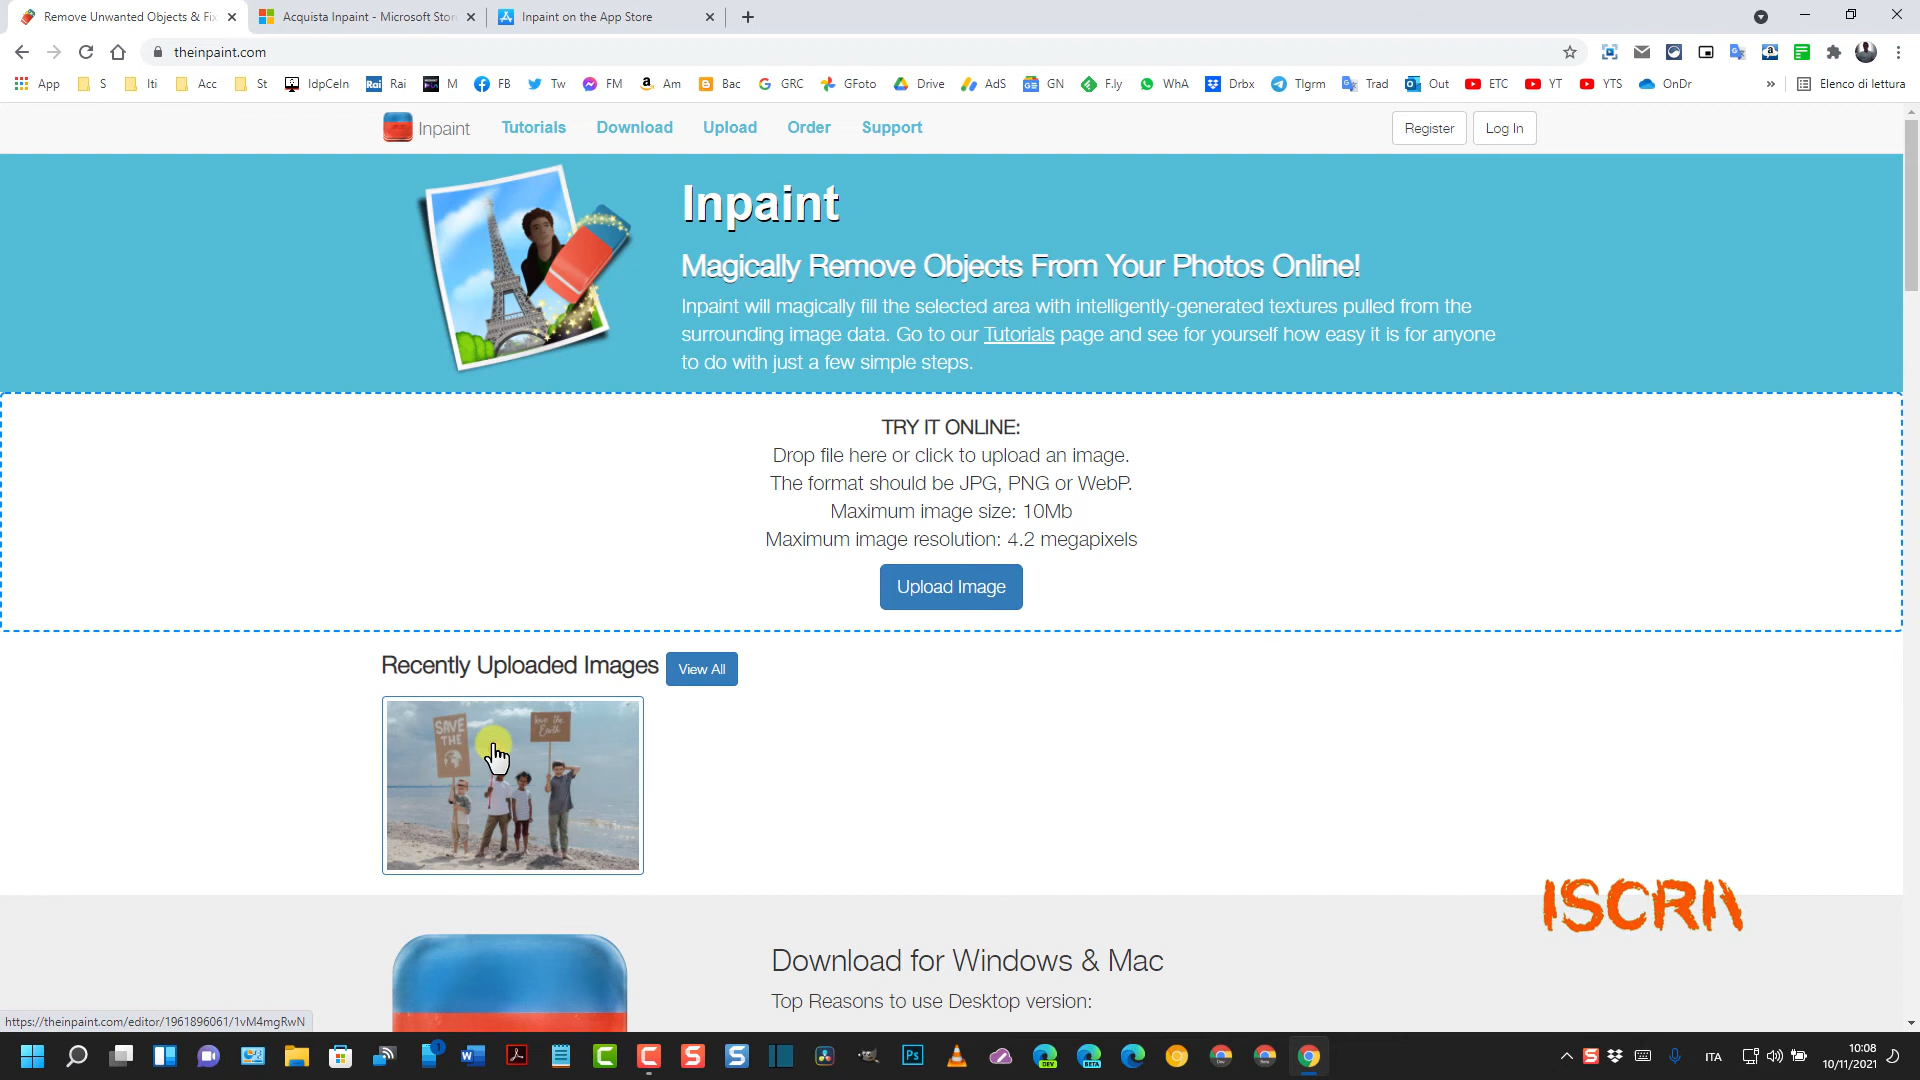 Remove Unwanted Objects & Fix
Acquista Inpaint - Microsoft Stor
Inpaint on the App Store
theinpaint.com
App S Iti Acc St IdpCeIn Rai M FB Tw FM Am Bac GRC GFoto Drive AdS GN F.ly WhA Drbx Tlgrm Trad Out ETC YT YTS OnDr » Elenco di lettura
Inpaint Tutorials Download Upload Order Support Register Log In
Inpaint
Magically Remove Objects From Your Photos Online!
Inpaint will magically fill the selected area with intelligently-generated textures pulled from the
surrounding image data. Go to our Tutorials page and see for yourself how easy it is for anyone
to do with just a few simple steps.
TRY IT ONLINE:
Drop file here or click to upload an image.
The format should be JPG, PNG or WebP.
Maximum image size: 10Mb
Maximum image resolution: 4.2 megapixels
Upload Image
Recently Uploaded Images View All
SAVE
THE
Save the
Earth
ISCRI
Download for Windows & Mac
Top Reasons to use Desktop version:
https://theinpaint.com/editor/1961896061/1vM4mgRwN
ITA
10:08
10/11/2021